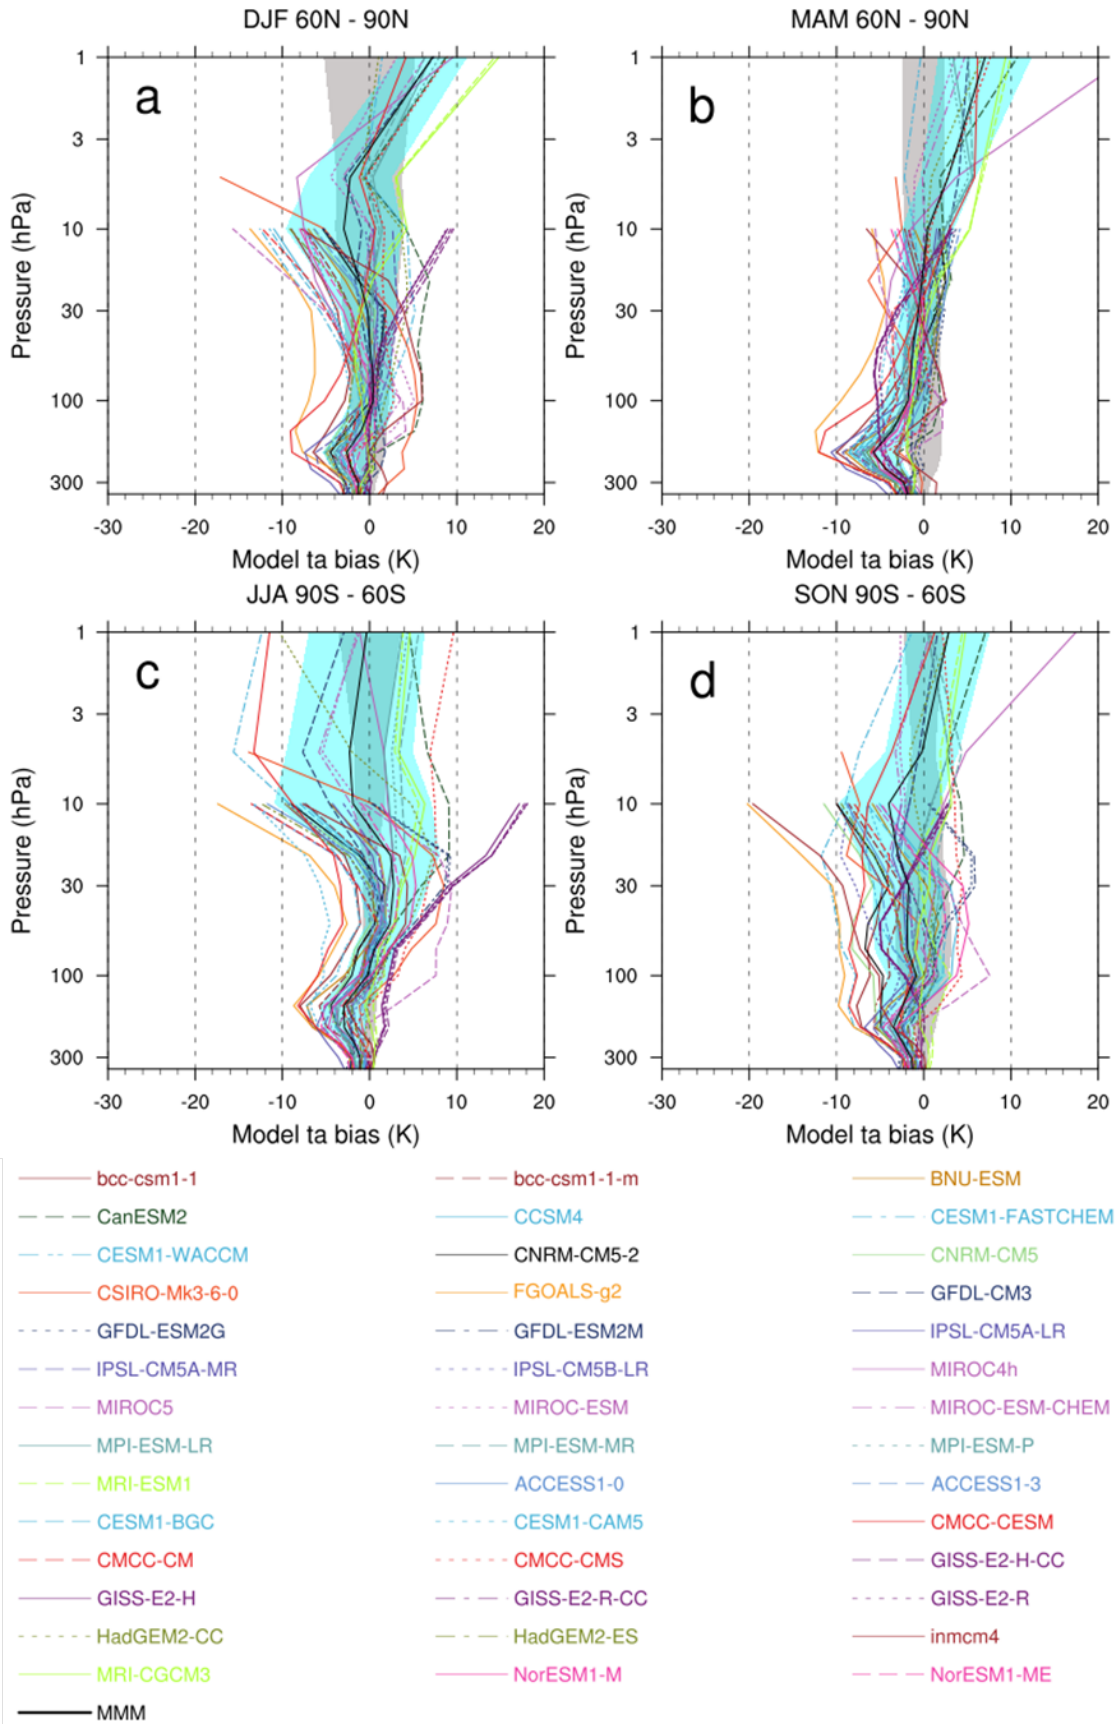 DJF 60N - 90N
MAM 60N - 90N
a
b
1
3
10
30
100
300
Pressure (hPa)
-30 -20 -10 0 10 20
Model ta bias (K)
1
3
10
30
100
300
Pressure (hPa)
-30 -20 -10 0 10 20
Model ta bias (K)
JJA 90S - 60S
SON 90S - 60S
c
d
1
3
10
30
100
300
Pressure (hPa)
-30 -20 -10 0 10 20
Model ta bias (K)
1
3
10
30
100
300
Pressure (hPa)
-30 -20 -10 0 10 20
Model ta bias (K)
bcc-csm1-1 bcc-csm1-1-m BNU-ESM
CanESM2 CCSM4 CESM1-FASTCHEM
CESM1-WACCM CNRM-CM5-2 CNRM-CM5
CSIRO-Mk3-6-0 FGOALS-g2 GFDL-CM3
GFDL-ESM2G GFDL-ESM2M IPSL-CM5A-LR
IPSL-CM5A-MR IPSL-CM5B-LR MIROC4h
MIROC5 MIROC-ESM MIROC-ESM-CHEM
MPI-ESM-LR MPI-ESM-MR MPI-ESM-P
MRI-ESM1 ACCESS1-0 ACCESS1-3
CESM1-BGC CESM1-CAM5 CMCC-CESM
CMCC-CM CMCC-CMS GISS-E2-H-CC
GISS-E2-H GISS-E2-R-CC GISS-E2-R
HadGEM2-CC HadGEM2-ES inmcm4
MRI-CGCM3 NorESM1-M NorESM1-ME
MMM